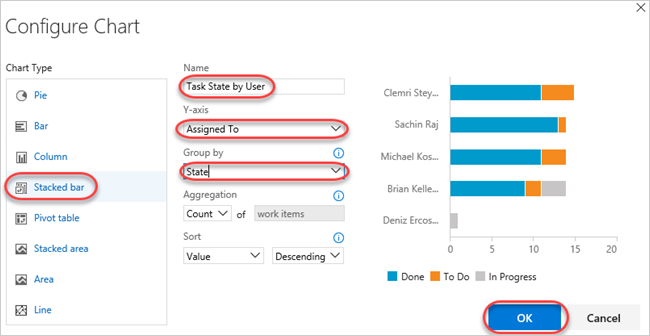 Configure Chart
Chart Type
Pie
Bar
Column
Stacked bar
Pivot table
Stacked area
Area
Line
Name
Task State by User
Y-axis
Assigned To
Group by
State
Aggregation
Count of work items
Sort
Value Descending
Clemri Stey...
Sachin Raj
Michael Kos...
Brian Kelle...
Deniz Ercos...
0 5 10 15 20
Done To Do In Progress
OK Cancel